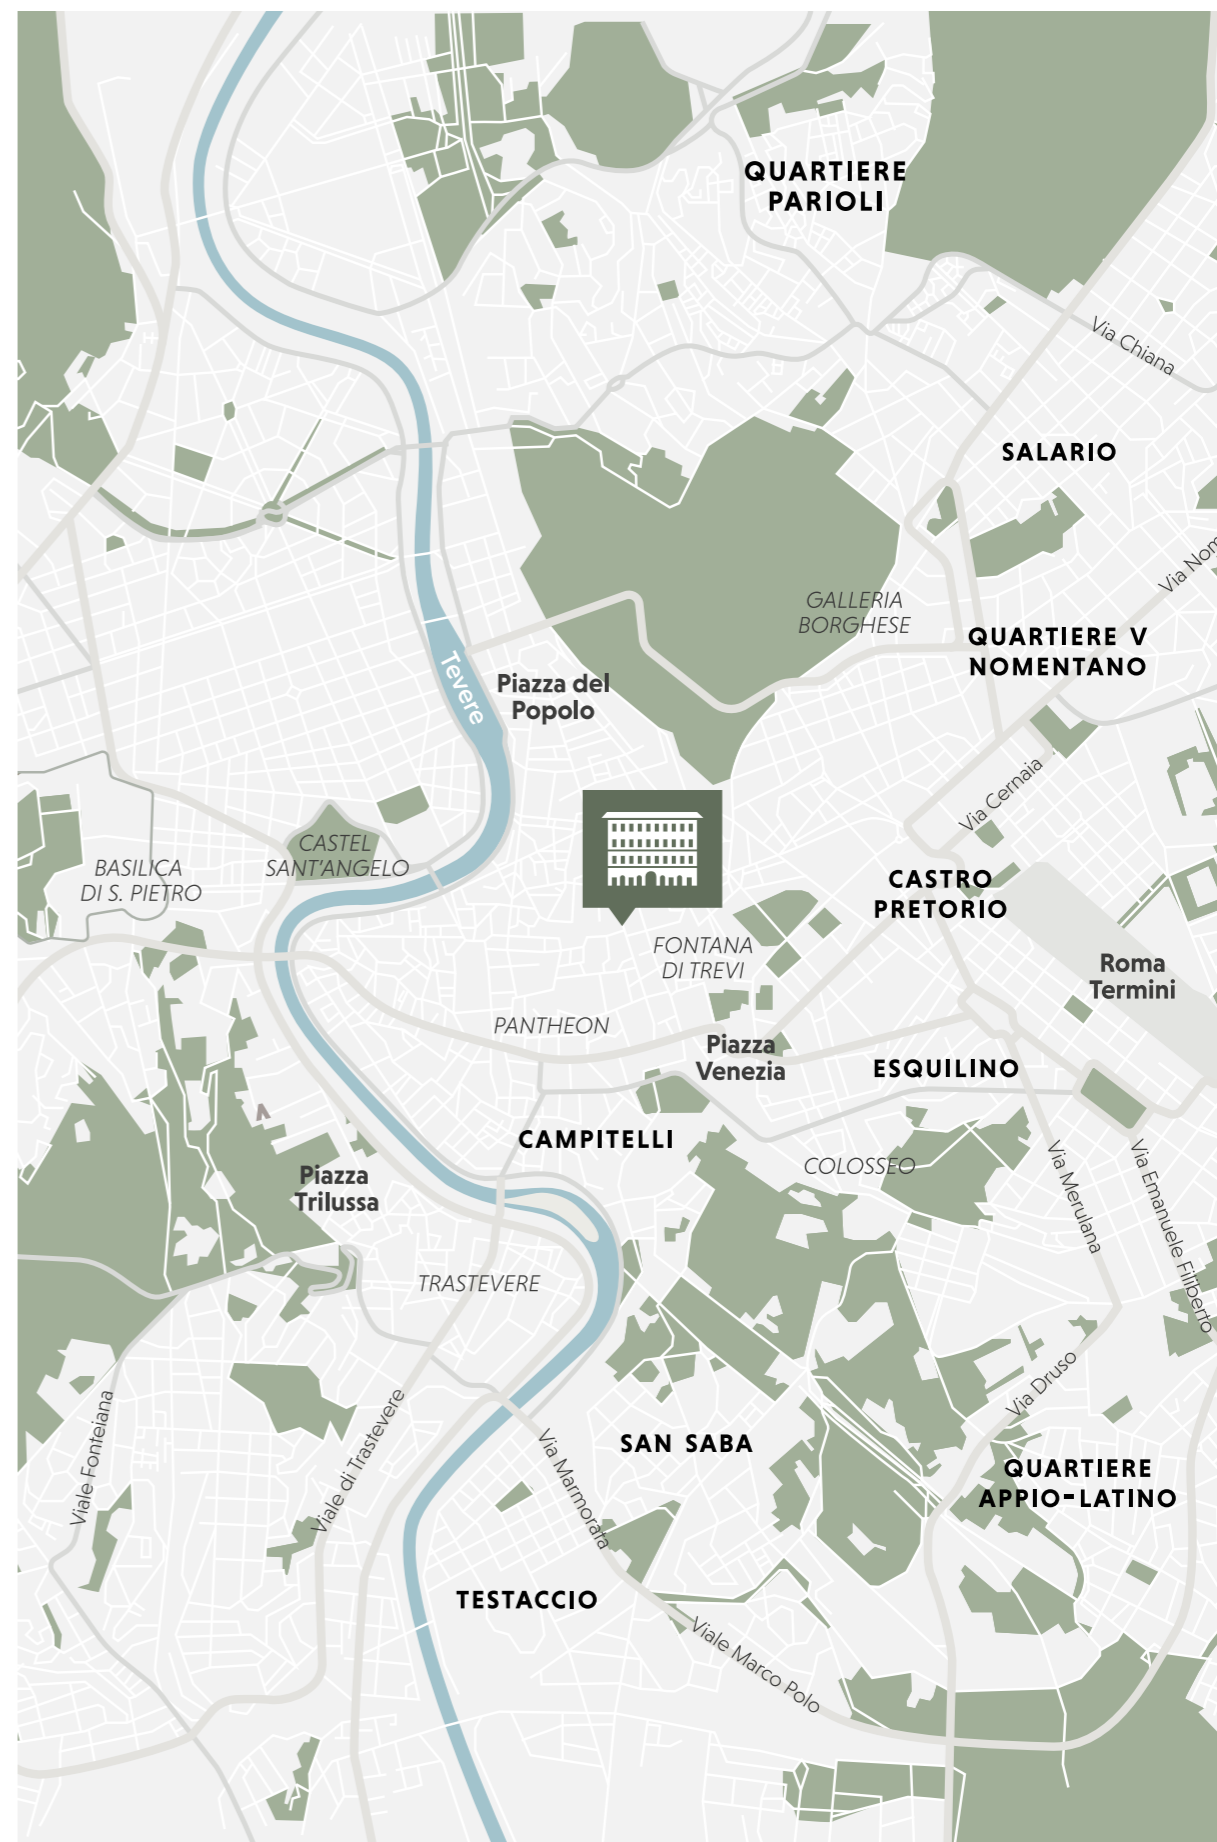 QUARTIERE
PARIOLI
Via Chiana
SALARIO
Via Nom
GALLERIA
BORGHESE
QUARTIERE V
NOMENTANO
Tevere
Piazza del
Popolo
Via Cernaia
CASTEL
SANT'ANGELO
BASILICA
DI S. PIETRO
CASTRO
PRETORIO
FONTANA
DI TREVI
Roma
Termini
PANTHEON
Piazza
Venezia
ESQUILINO
CAMPITELLI
COLOSSEO
Via Merulana
Via Emanuele Filiberto
Piazza
Trilussa
TRASTEVERE
Via Druso
Viale Fonteiana
Viale di Trastevere
Via Marmorata
SAN SABA
QUARTIERE
APPIO-LATINO
TESTACCIO
Viale Marco Polo